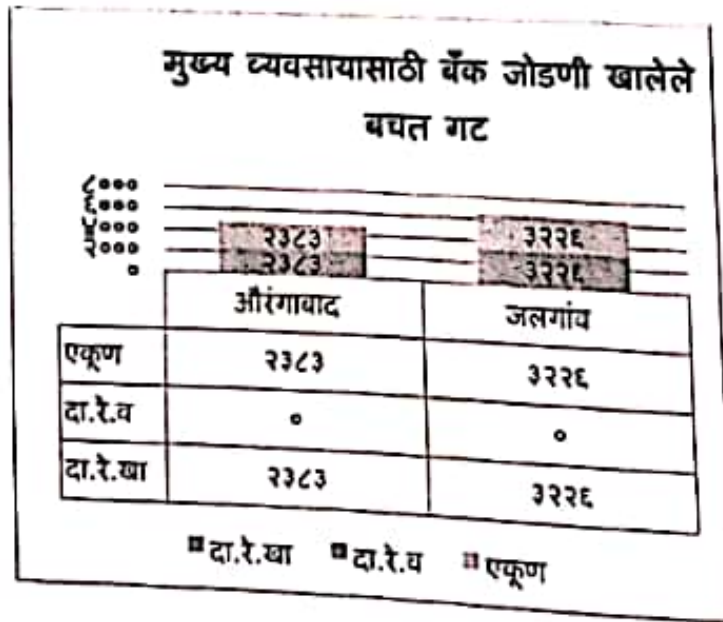 मुख्य व्यवसायासाठी बँक जोडणी खालेले
बचत गट
८०००
६०००
४०००
२०००
०
२३८३ ३२२६
२३८३ ३२२६
औरंगाबाद जलगांव
एकूण २३८३ ३२२६
दा.रे.व ० ०
दा.रे.खा २३८३ ३२२६
दा.रे.खा दा.रे.व एकूण